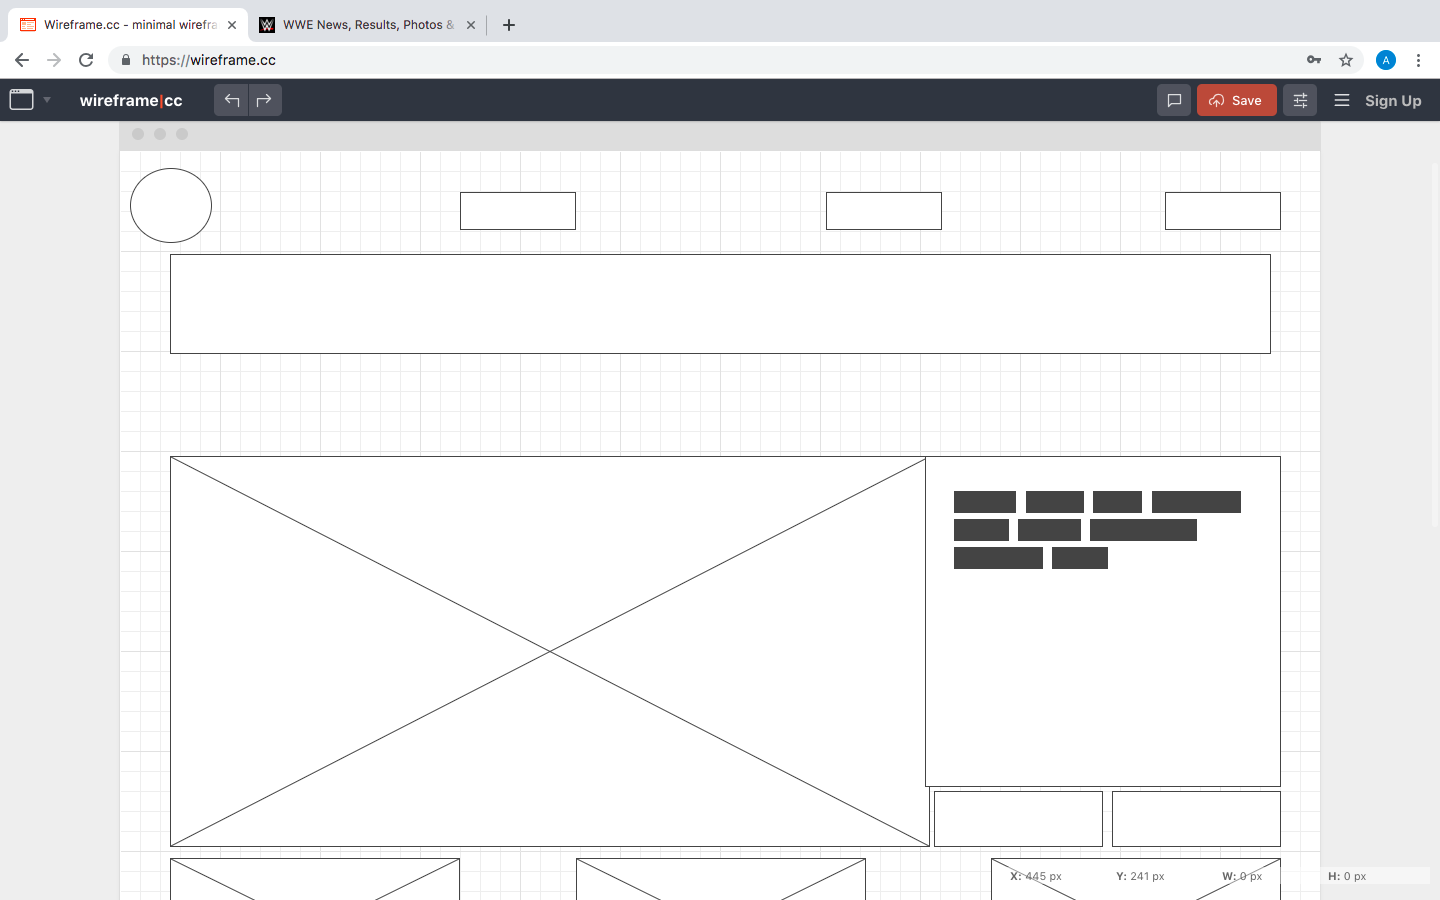 Wireframe.cc - minimal wirefra
WWE News, Results, Photos &
https://wireframe.cc
A
wireframe|cc
Save
Sign Up
X: 445 px Y: 241 px W: 0 px H: 0 px